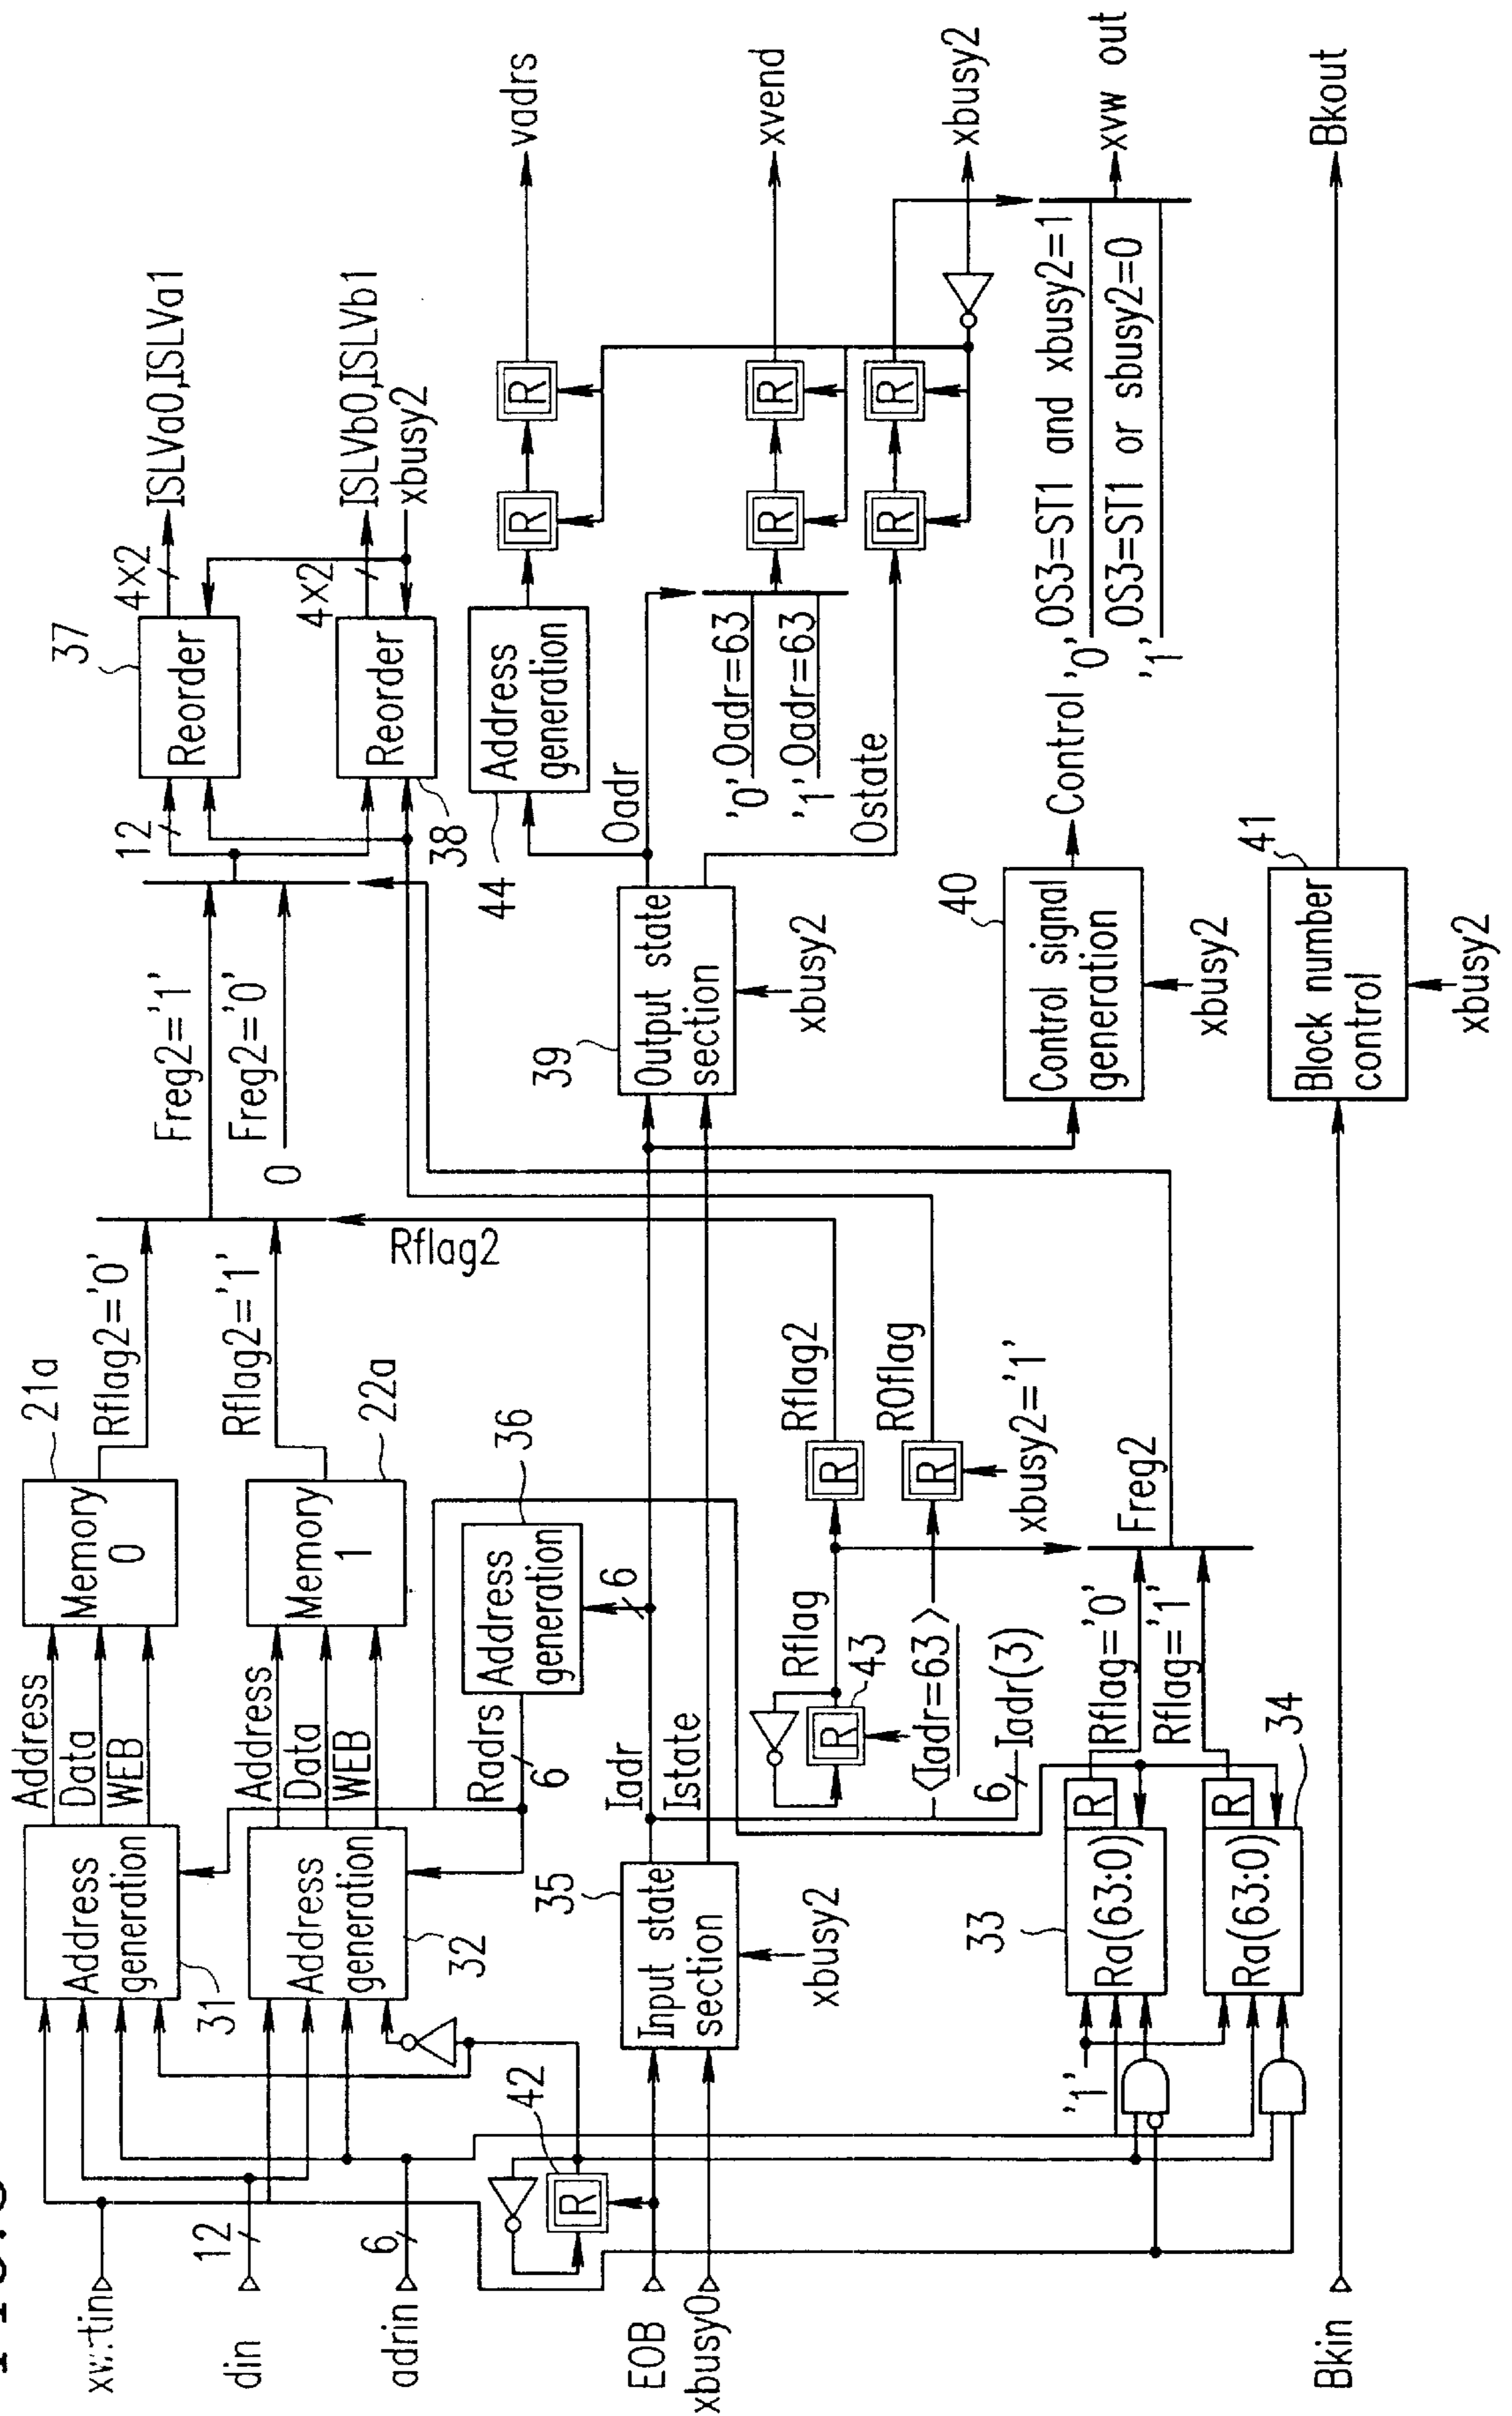 xwrtin
din
12
adrin
6
EOB
xbusy0
Bkin
42
R
31
Address
generation
Address
Data
WEB
32
Address
generation
Address
Data
WEB
21a
Memory
0
22a
Memory
1
Rflag2='0'
Rflag2='1'
Rflag2
36
Address
generation
Radrs
6
6
35
Input state
section
xbusy2
Iadr
Istate
43
R
Rflag
<Iadr=63>
6
Iadr(3)
R
Rflag2
R
ROflag
xbusy2='1'
'1'
33
Ra(63:0)
R
34
Ra(63:0)
R
Rflag='0'
Rflag='1'
Freg2
Freg2='1'
Freg2='0'
0
12
37
Reorder
4×2
ISLVa0,ISLVa1
38
Reorder
4×2
ISLVb0,ISLVb1
xbusy2
44
Address
generation
R
R
vadrs
39
Output state
section
xbusy2
Oadr
'0' Oadr=63
'1' Oadr=63
R
R
xvend
Ostate
R
R
xbusy2
40
Control signal
generation
xbusy2
Control
'0' OS3=ST1 and xbusy2=1
'1' OS3=ST1 or sbusy2=0
xvw out
41
Block number
control
xbusy2
Bkout